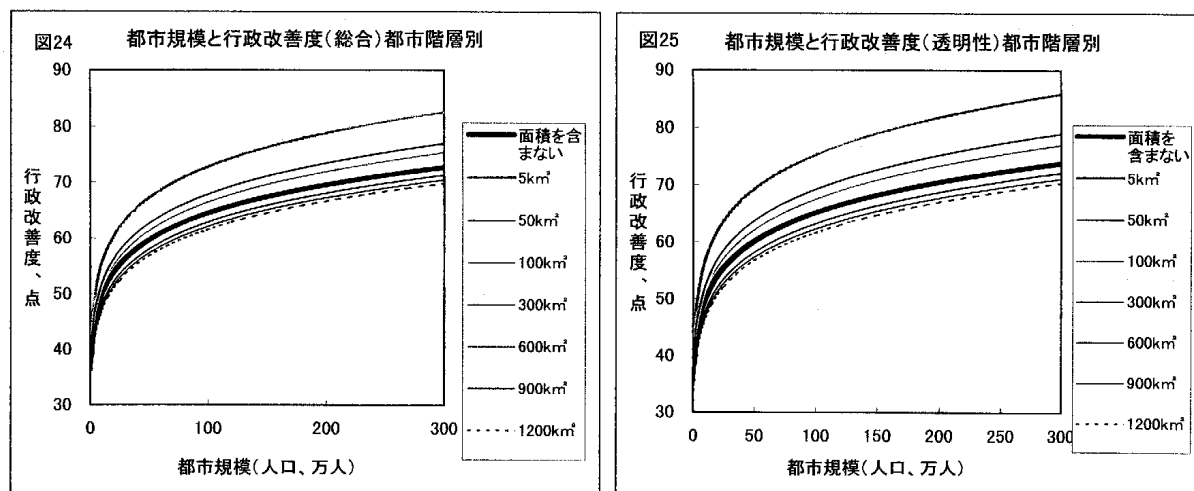 図24
都市規模と行政改善度(総合)都市階層別
90
80
70
60
50
40
30
行政改善度、点
0
100
200
300
都市規模(人口、万人)
面積を含
まない
5km²
50km²
100km²
300km²
600km²
900km²
1200km²
図25
都市規模と行政改善度(透明性)都市階層別
90
80
70
60
50
40
30
行政改善度、点
0
50
100
150
200
250
300
都市規模(人口、万人)
面積を
含まない
5km²
50km²
100km²
300km²
600km²
900km²
1200km²